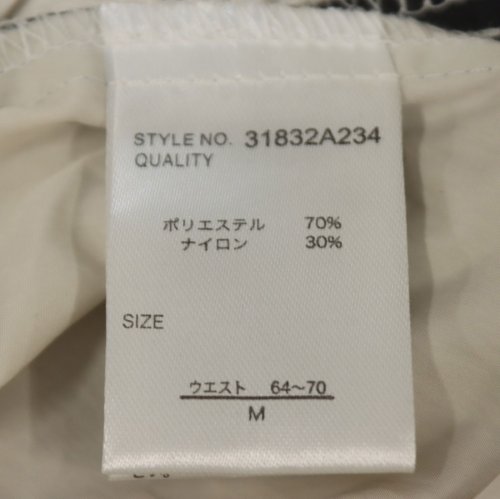 STYLE NO. 31832A234
QUALITY
ポリエステル 70%
ナイロン 30%
SIZE
ウエスト 64~70
M